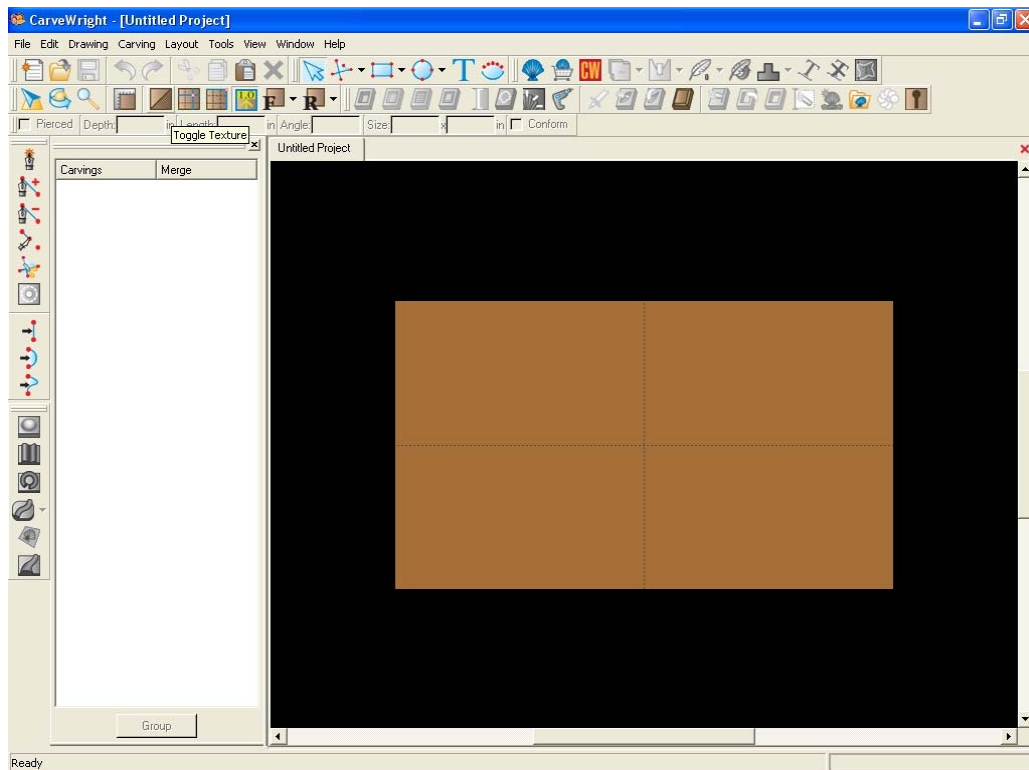 CarveWright - [Untitled Project]
File Edit Drawing Carving Layout Tools View Window Help
T CW
F R
Pierced Depth: in Length: in Angle: Size: x in Conform
Toggle Texture
Untitled Project
Carvings Merge
Group
Ready